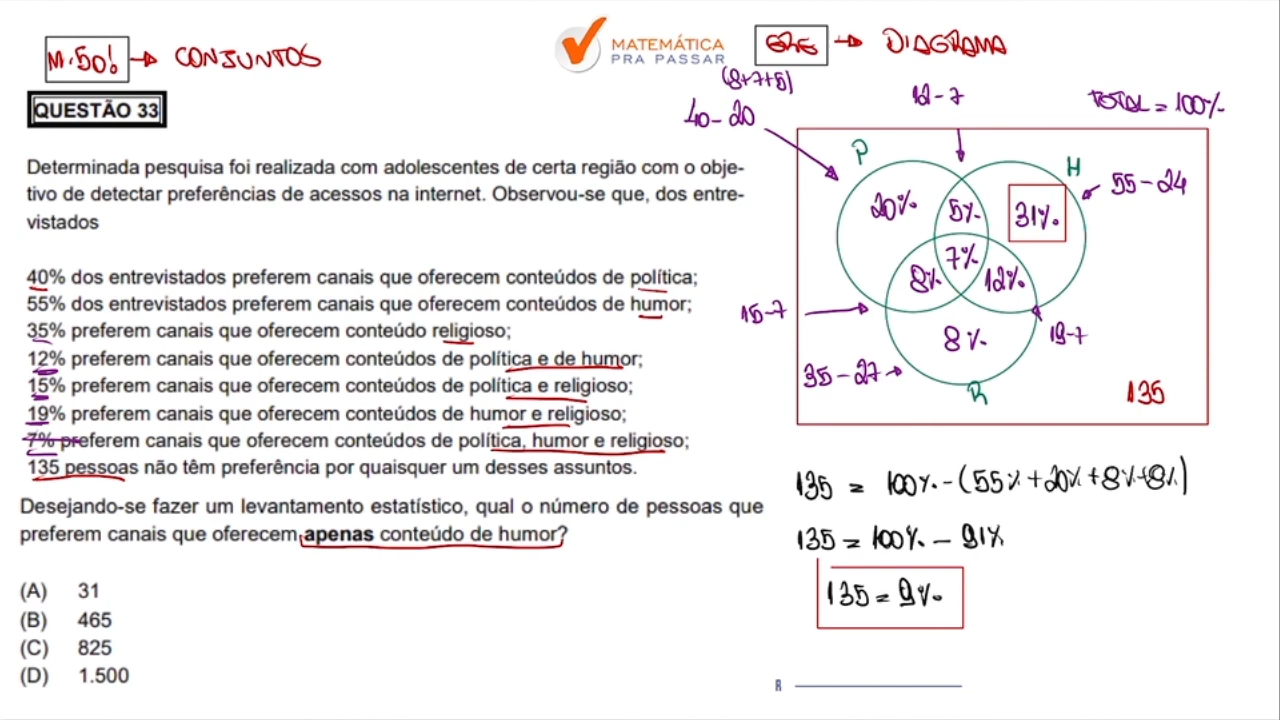 M.50! → CONJUNTOS
MATEMÁTICA
PRA PASSAR
→ DIAGRAMA
QUESTÃO 33
Determinada pesquisa foi realizada com adolescentes de certa região com o obje-
tivo de detectar preferências de acessos na internet. Observou-se que, dos entre-
vistados
40% dos entrevistados preferem canais que oferecem conteúdos de política;
55% dos entrevistados preferem canais que oferecem conteúdos de humor;
35% preferem canais que oferecem conteúdo religioso;
12% preferem canais que oferecem conteúdos de política e de humor;
15% preferem canais que oferecem conteúdos de política e religioso;
19% preferem canais que oferecem conteúdos de humor e religioso;
7% preferem canais que oferecem conteúdos de política, humor e religioso;
135 pessoas não têm preferência por quaisquer um desses assuntos.
Desejando-se fazer um levantamento estatístico, qual o número de pessoas que
preferem canais que oferecem apenas conteúdo de humor?
(A) 31
(B) 465
(C) 825
(D) 1.500
(8+7+5)
40-20
12-7
TOTAL = 100%
P
H
55-24
20%
5%
31%
7%
8%
12%
15-7
19-7
8%
35-27
R
135
135 = 100% - (55% + 20% + 8% + 8%)
135 = 100% - 91%
135 = 9%
R